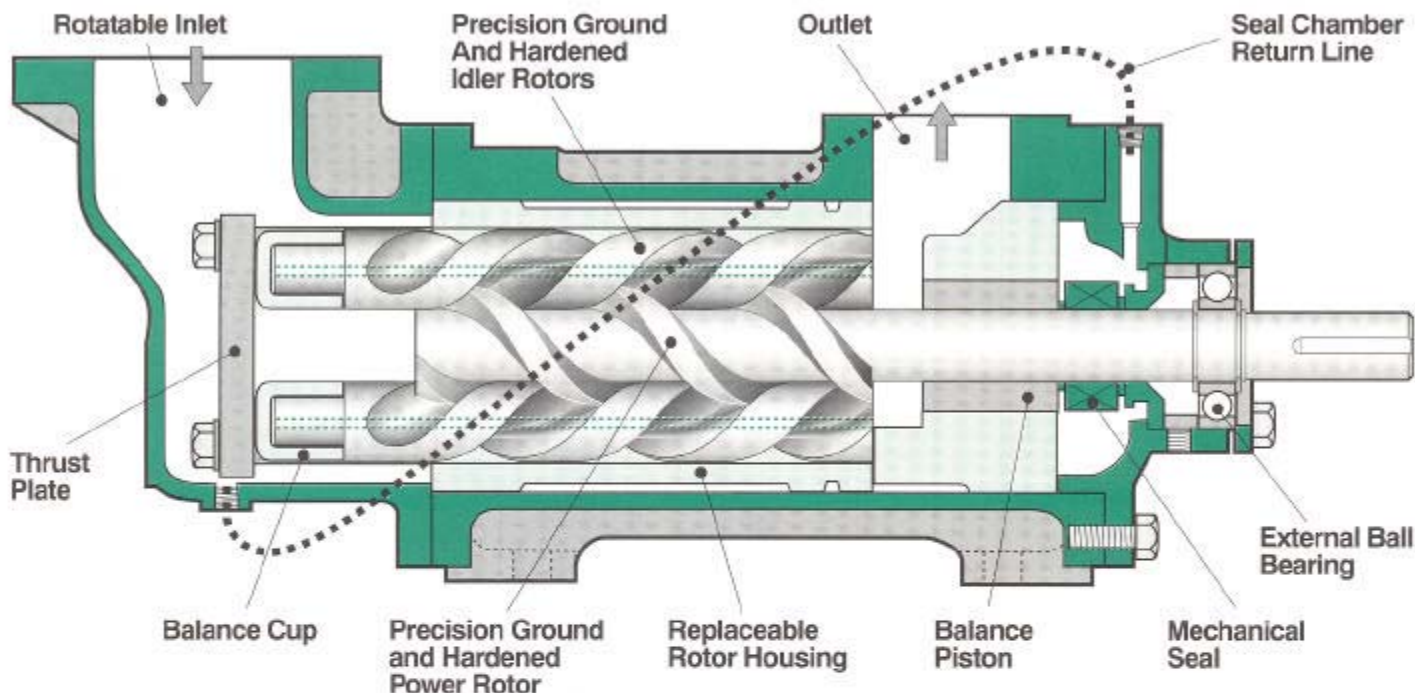 Rotatable Inlet
Precision Ground
And Hardened
Idler Rotors
Outlet
Seal Chamber
Return Line
Thrust
Plate
External Ball
Bearing
Balance Cup
Precision Ground
and Hardened
Power Rotor
Replaceable
Rotor Housing
Balance
Piston
Mechanical
Seal